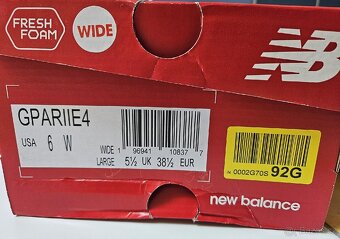 FRESH
FOAM
WIDE
NB
GPARIIE4
USA 6 W
WIDE 1 96941 10837 7
LARGE 5½ UK 38½ EUR
0002G70S 92G
new balance